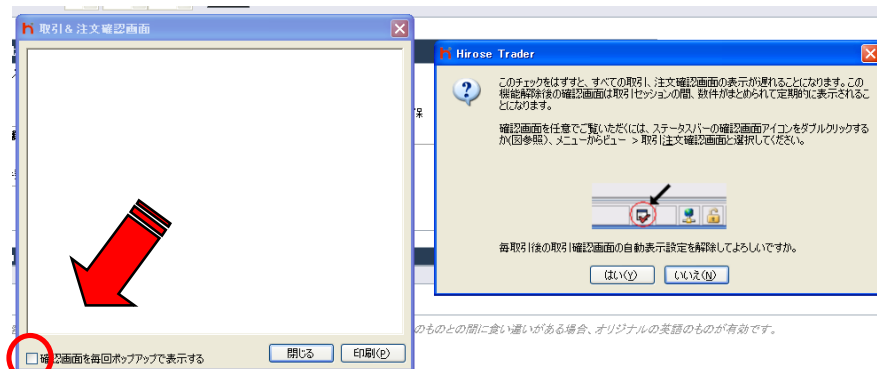 取引&注文確認画面
Hirose Trader
このチェックをはずすと、すべての取引、注文確認画面の表示が遅れることになります。この
機能解除後の確認画面は取引セッションの間、数件がまとめられて定期的に表示されるこ
とになります。
確認画面を任意でご覧いただくには、ステータスバーの確認画面アイコンをダブルクリックする
か(図参照)、メニューからビュー > 取引注文確認画面と選択してください。
毎取引後の取引確認画面の自動表示設定を解除してよろしいですか。
はい(Y)
いいえ(N)
のものとの間に食い違いがある場合、オリジナルの英語のものが有効です。
確認画面を毎回ポップアップで表示する
閉じる
印刷(P)